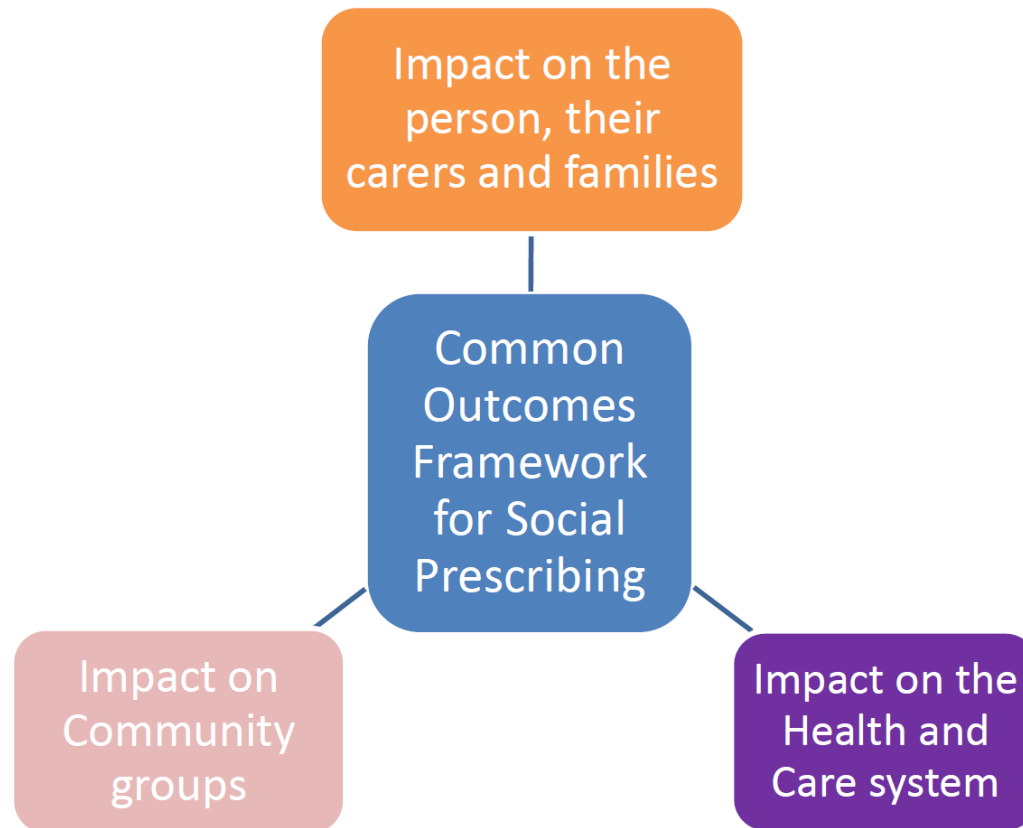 Impact on the
person, their
carers and families
Common
Outcomes
Framework
for Social
Prescribing
Impact on
Community
groups
Impact on the
Health and
Care system